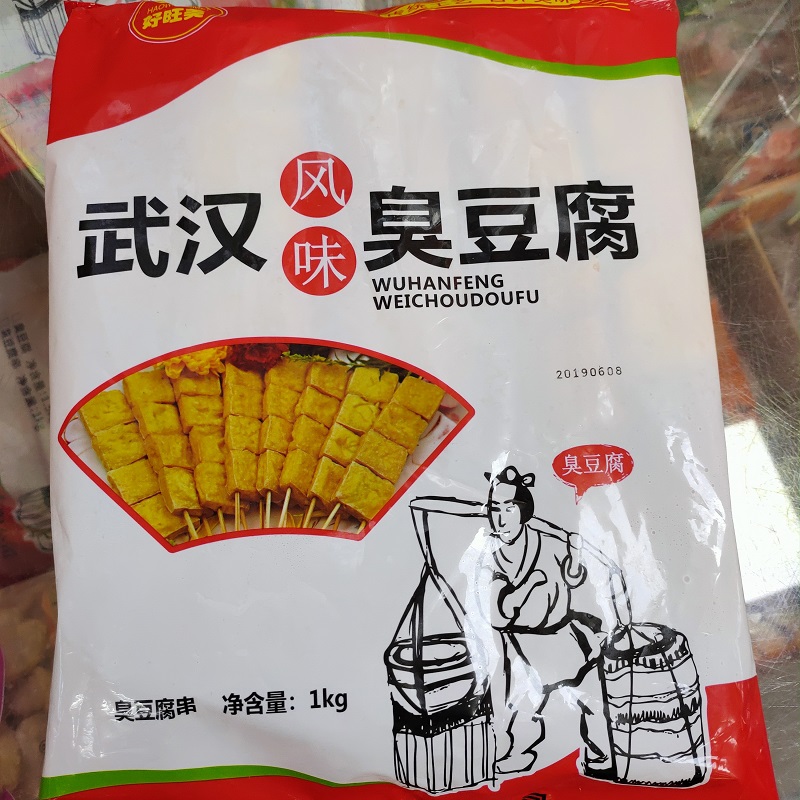 好旺美
武汉风味臭豆腐
WUHANFENG
WEICHOUDOUFU
20190608
臭豆腐
臭豆腐串 净含量：1kg